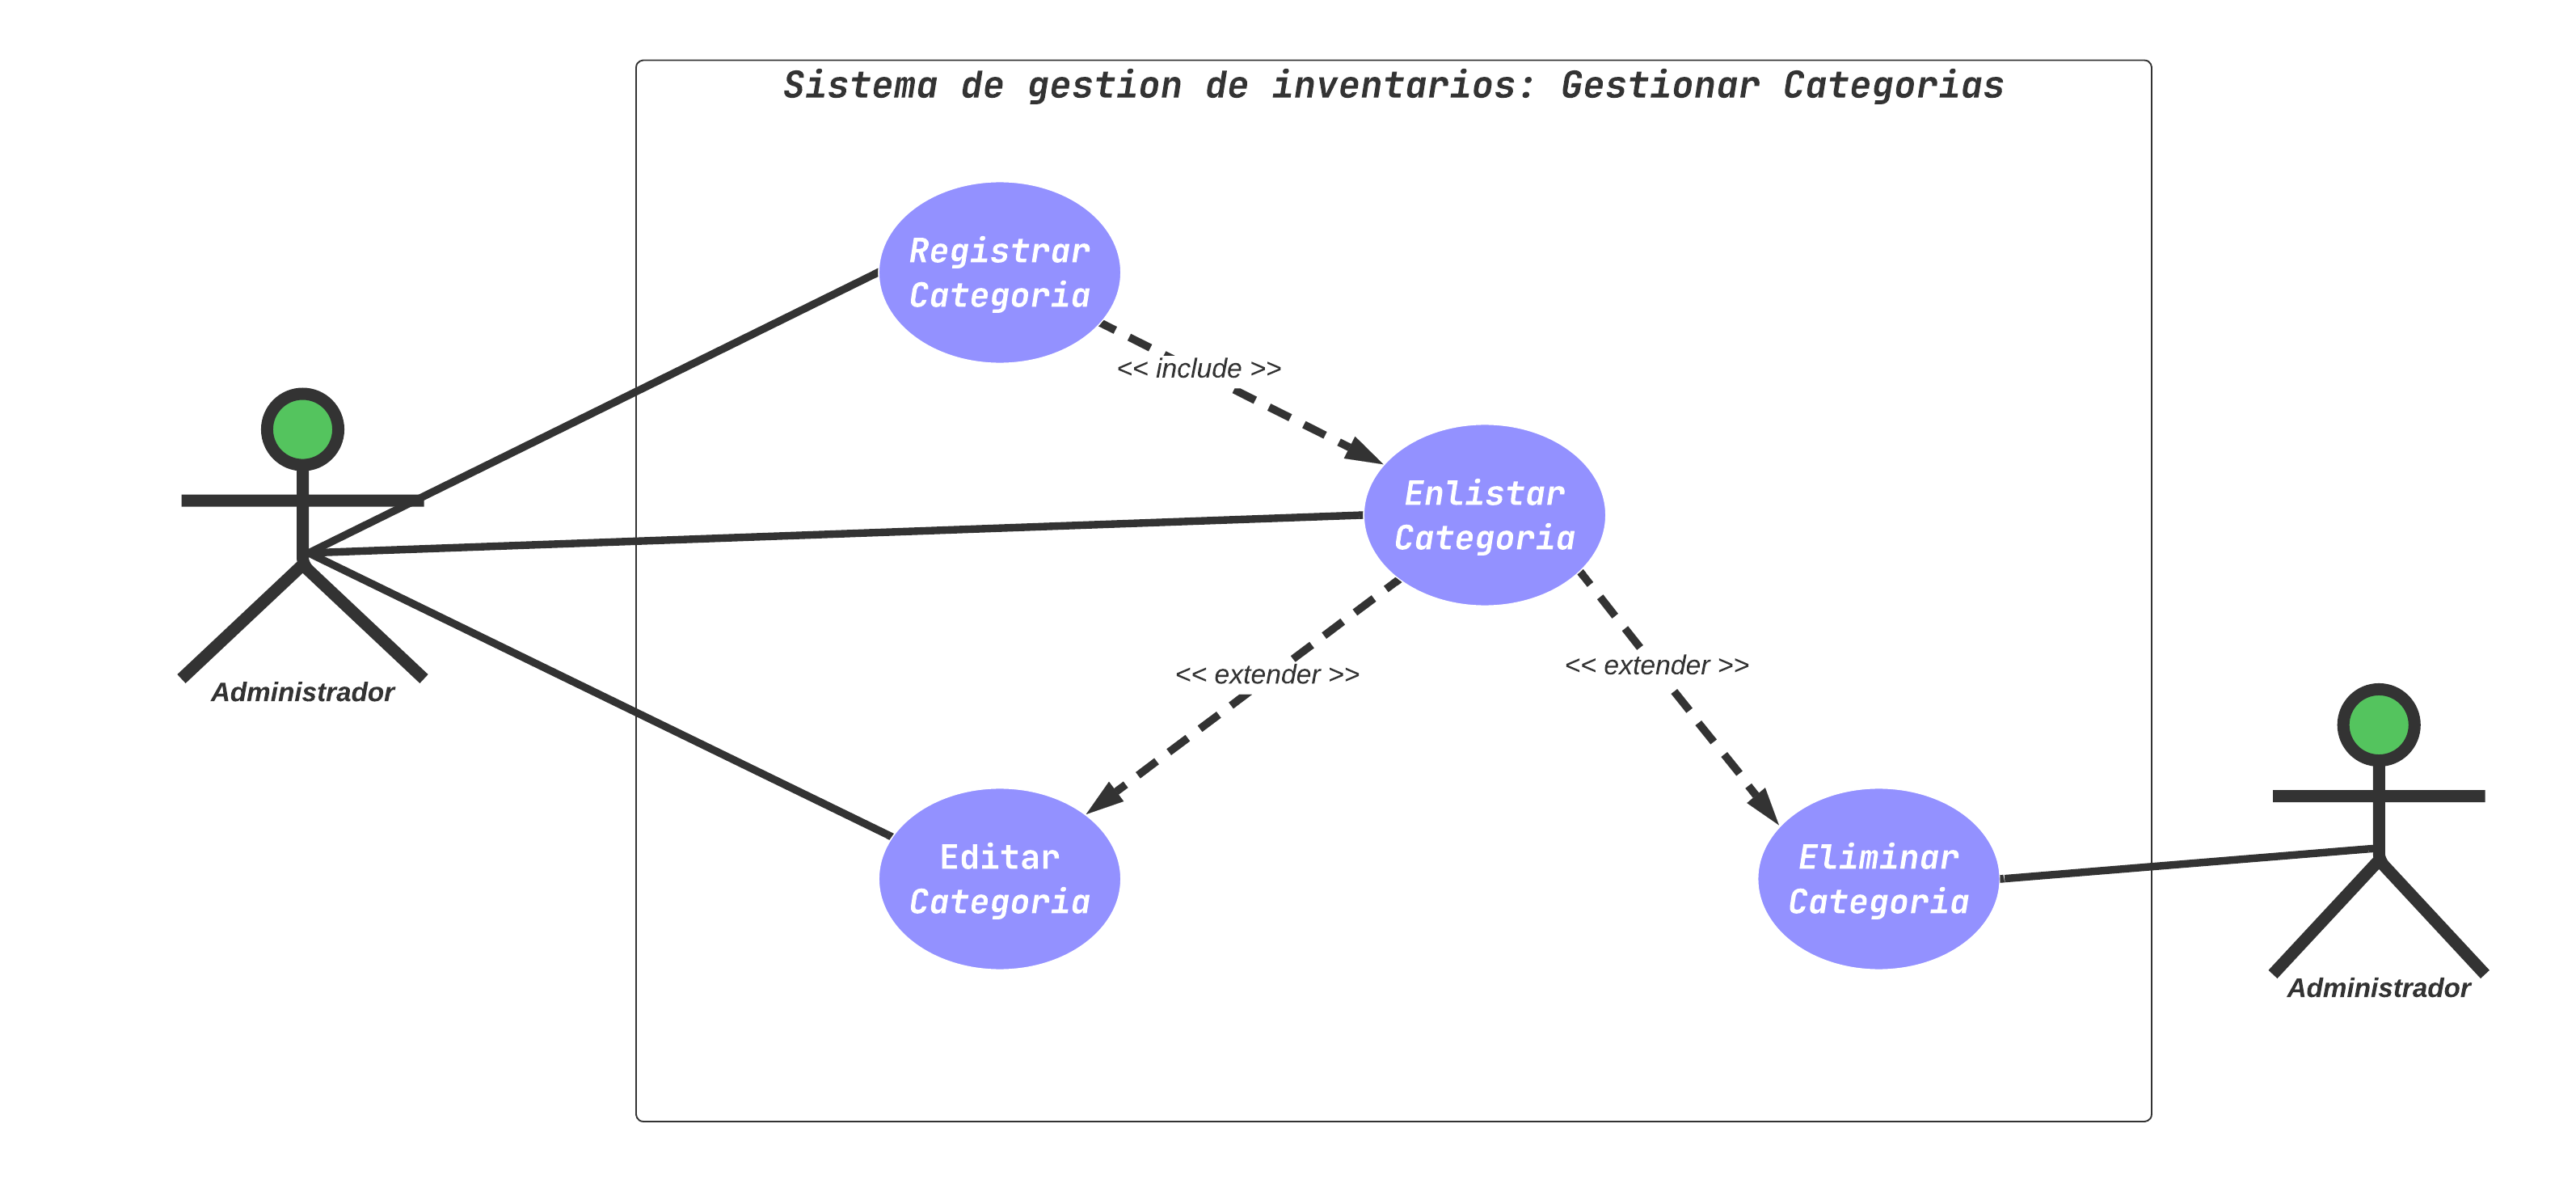 Sistema de gestion de inventarios: Gestionar Categorias
Registrar
Categoria
<< include >>
Enlistar
Categoria
<< extender >>
<< extender >>
Administrador
Editar
Categoria
Eliminar
Categoria
Administrador